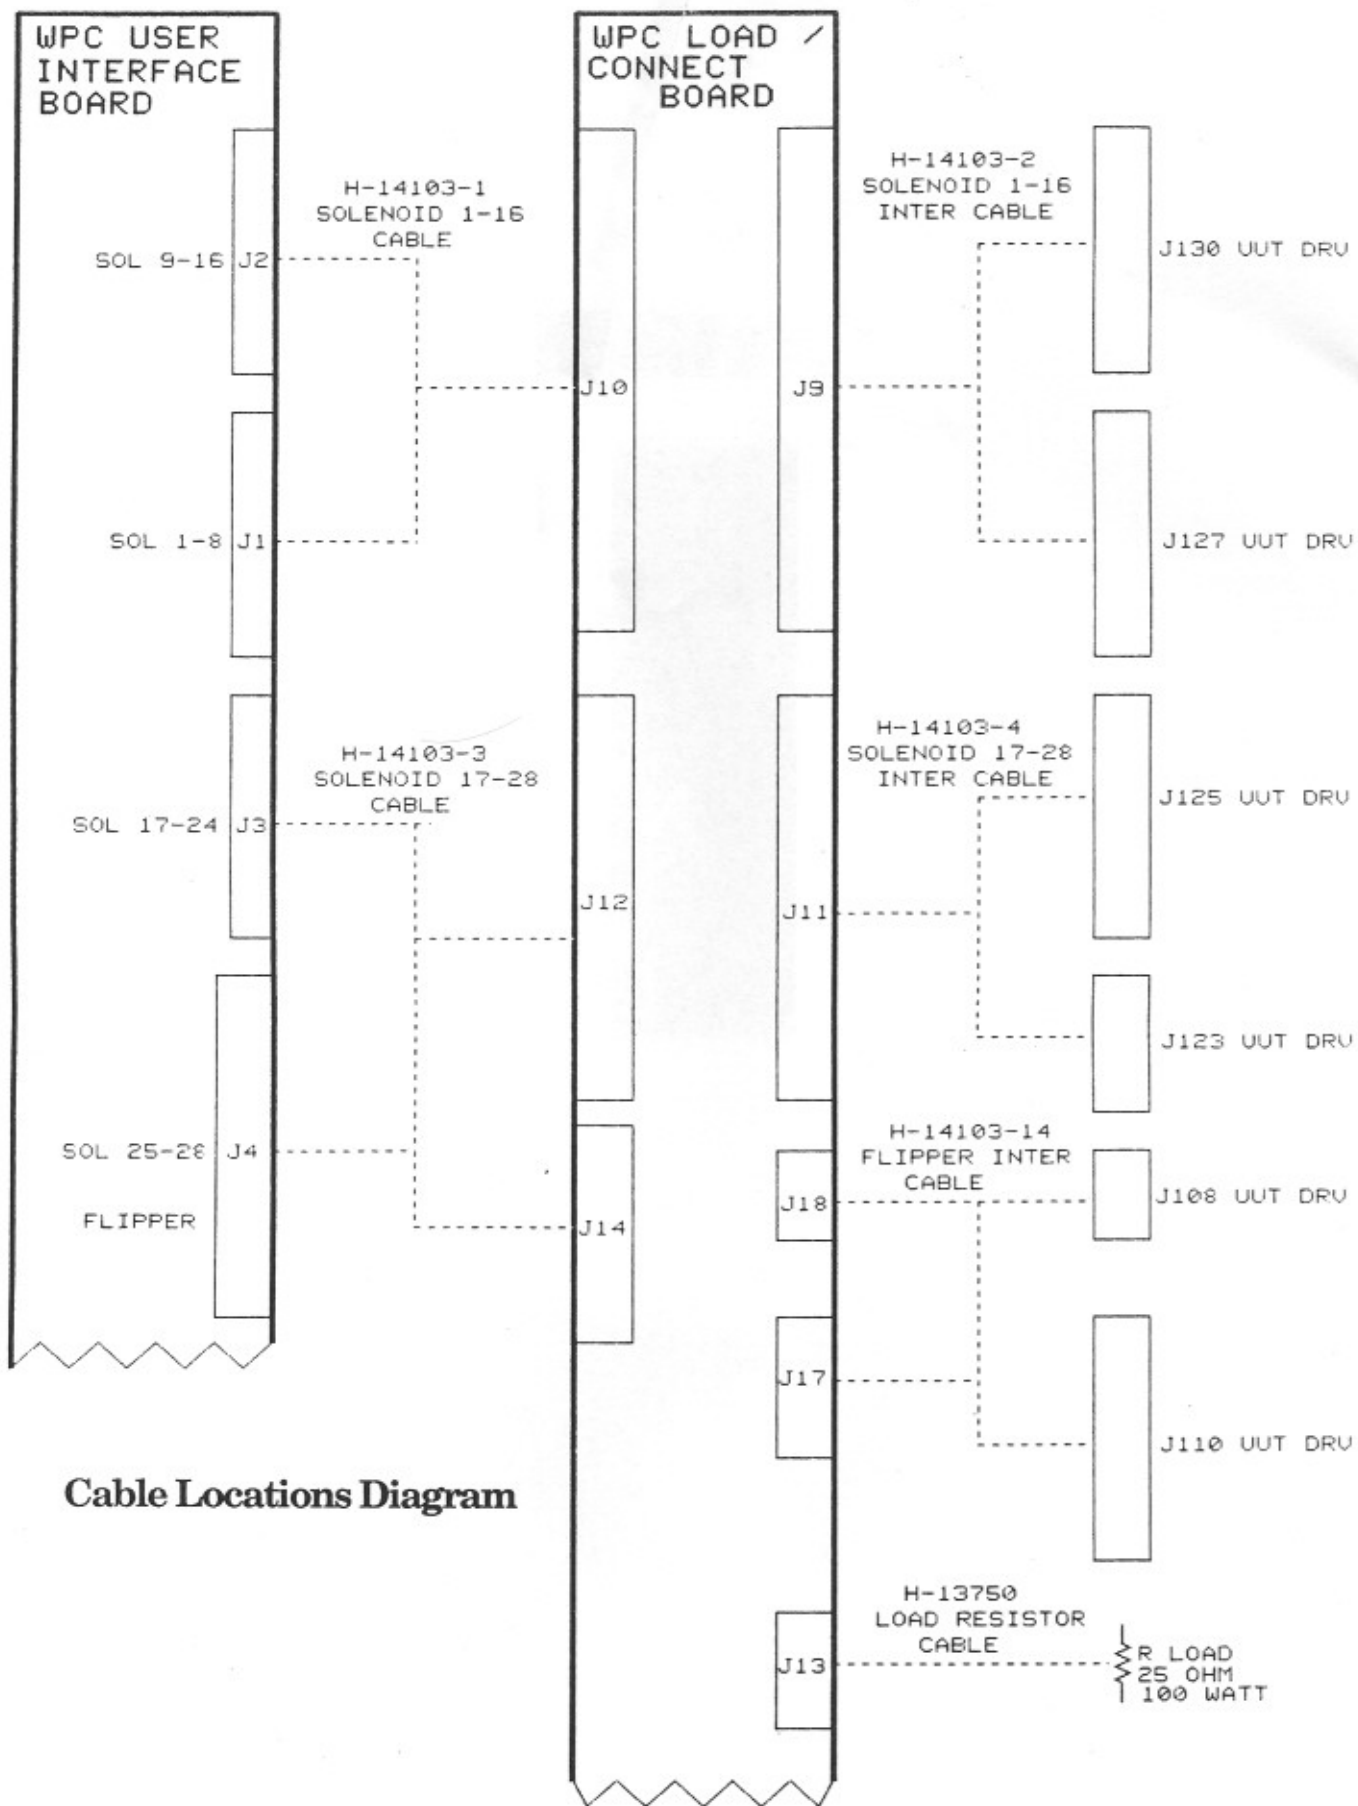 WPC USER
INTERFACE
BOARD
WPC LOAD /
CONNECT
BOARD
H-14103-1
SOLENOID 1-16
CABLE
H-14103-2
SOLENOID 1-16
INTER CABLE
SOL 9-16
J2
J130 UUT DRV
J10
J9
SOL 1-8
J1
J127 UUT DRV
H-14103-3
SOLENOID 17-28
CABLE
H-14103-4
SOLENOID 17-28
INTER CABLE
J125 UUT DRV
SOL 17-24
J3
J12
J11
J123 UUT DRV
SOL 25-28
J4
FLIPPER
J14
H-14103-14
FLIPPER INTER
CABLE
J18
J108 UUT DRV
J17
J110 UUT DRV
Cable Locations Diagram
H-13750
LOAD RESISTOR
CABLE
J13
R LOAD
25 OHM
100 WATT